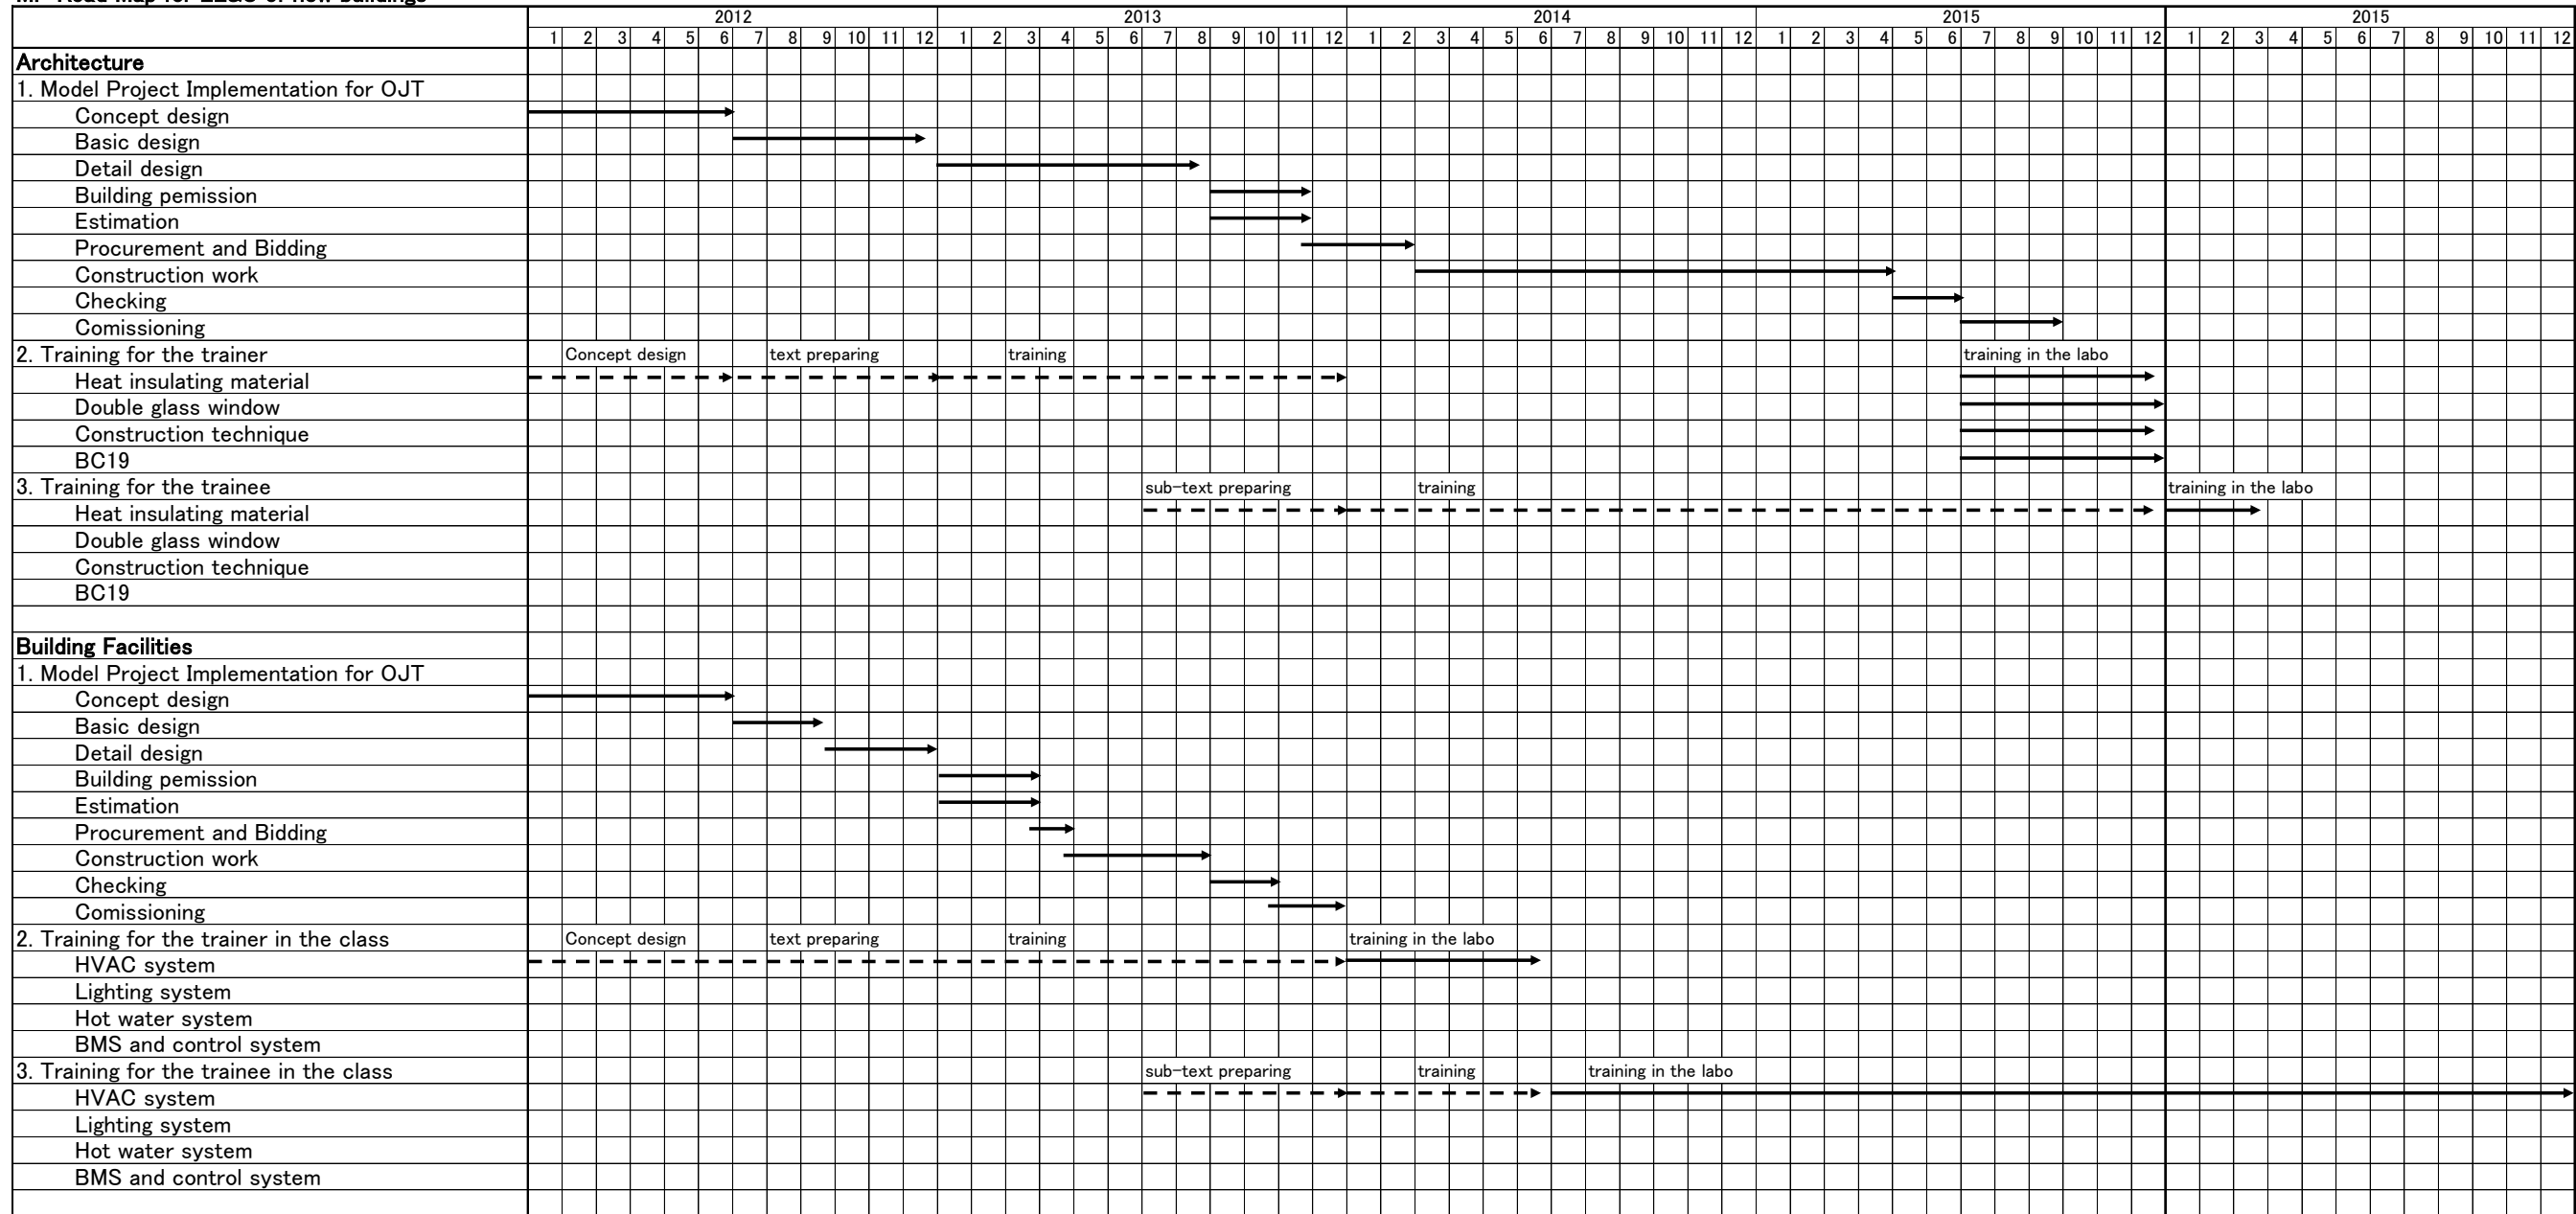 2012 2013 2014 2015 2015
1 2 3 4 5 6 7 8 9 10 11 12 1 2 3 4 5 6 7 8 9 10 11 12 1 2 3 4 5 6 7 8 9 10 11 12 1 2 3 4 5 6 7 8 9 10 11 12 1 2 3 4 5 6 7 8 9 10 11 12
Architecture
1. Model Project Implementation for OJT
Concept design
Basic design
Detail design
Building pemission
Estimation
Procurement and Bidding
Construction work
Checking
Comissioning
2. Training for the trainer Concept design text preparing training training in the labo
Heat insulating material
Double glass window
Construction technique
BC19
3. Training for the trainee sub-text preparing training training in the labo
Heat insulating material
Double glass window
Construction technique
BC19
Building Facilities
1. Model Project Implementation for OJT
Concept design
Basic design
Detail design
Building pemission
Estimation
Procurement and Bidding
Construction work
Checking
Comissioning
2. Training for the trainer in the class Concept design text preparing training training in the labo
HVAC system
Lighting system
Hot water system
BMS and control system
3. Training for the trainee in the class sub-text preparing training training in the labo
HVAC system
Lighting system
Hot water system
BMS and control system